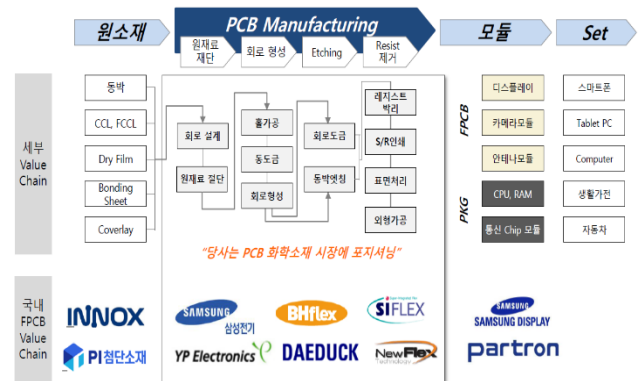 원소재
PCB Manufacturing
원재료
재단
회로 형성
Etching
Resist
제거
모듈
Set
세부
Value
Chain
동박
CCL, FCCL
Dry Film
Bonding
Sheet
Coverlay
회로 설계
원재료 절단
홀가공
동도금
회로형성
회로도금
동박엣칭
레지스트
박리
S/R인쇄
표면처리
외형가공
"당사는 PCB 화학소재 시장에 포지셔닝"
FPCB
PKG
디스플레이
카메라모듈
안테나모듈
CPU, RAM
통신 Chip 모듈
스마트폰
Tablet PC
Computer
생활가전
자동차
국내
FPCB
Value
Chain
INNOX
PI첨단소재
SAMSUNG
삼성전기
YP Electronics
BHflex
DAEDUCK
SIFLEX
NewFlex
Technology
SAMSUNG
SAMSUNG DISPLAY
partron